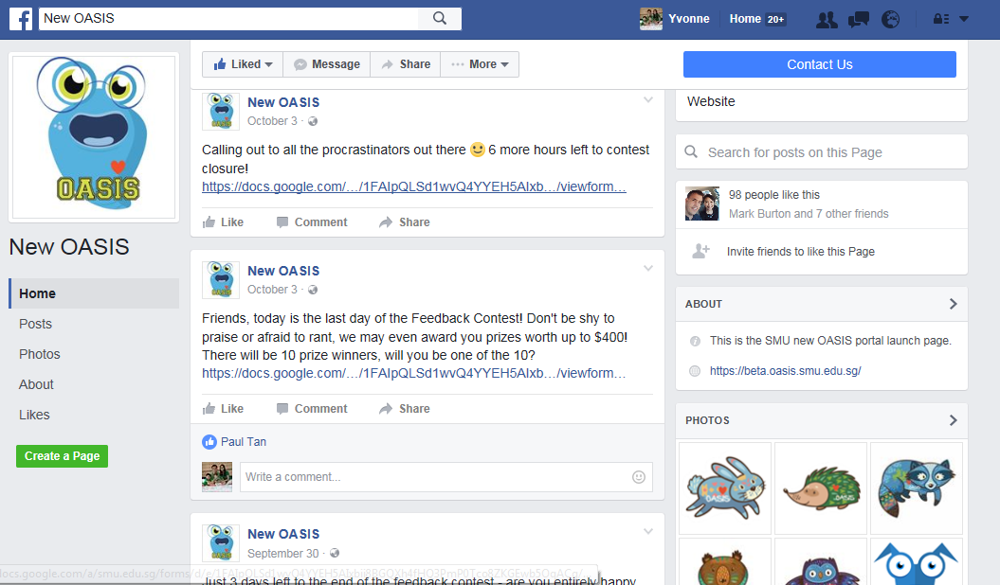 New OASIS
Yvonne
Home 20+
OASIS
New OASIS
Home
Posts
Photos
About
Likes
Create a Page
Liked
Message
Share
More
Contact Us
New OASIS
October 3 ·
Calling out to all the procrastinators out there 6 more hours left to contest
closure!
https://docs.google.com/…/1FAIpQLSd1wvQ4YYEH5AIxb…/viewform…
Like Comment Share
New OASIS
October 3 ·
Friends, today is the last day of the Feedback Contest! Don't be shy to
praise or afraid to rant, we may even award you prizes worth up to $400!
There will be 10 prize winners, will you be one of the 10?
https://docs.google.com/…/1FAIpQLSd1wvQ4YYEH5AIxb…/viewform…
Like Comment Share
Paul Tan
Write a comment...
New OASIS
September 30 ·
Just 3 days left to the end of the feedback contest - are you entirely happy
Website
Search for posts on this Page
98 people like this
Mark Burton and 7 other friends
Invite friends to like this Page
ABOUT
This is the SMU new OASIS portal launch page.
https://beta.oasis.smu.edu.sg/
PHOTOS
OASIS
OASIS